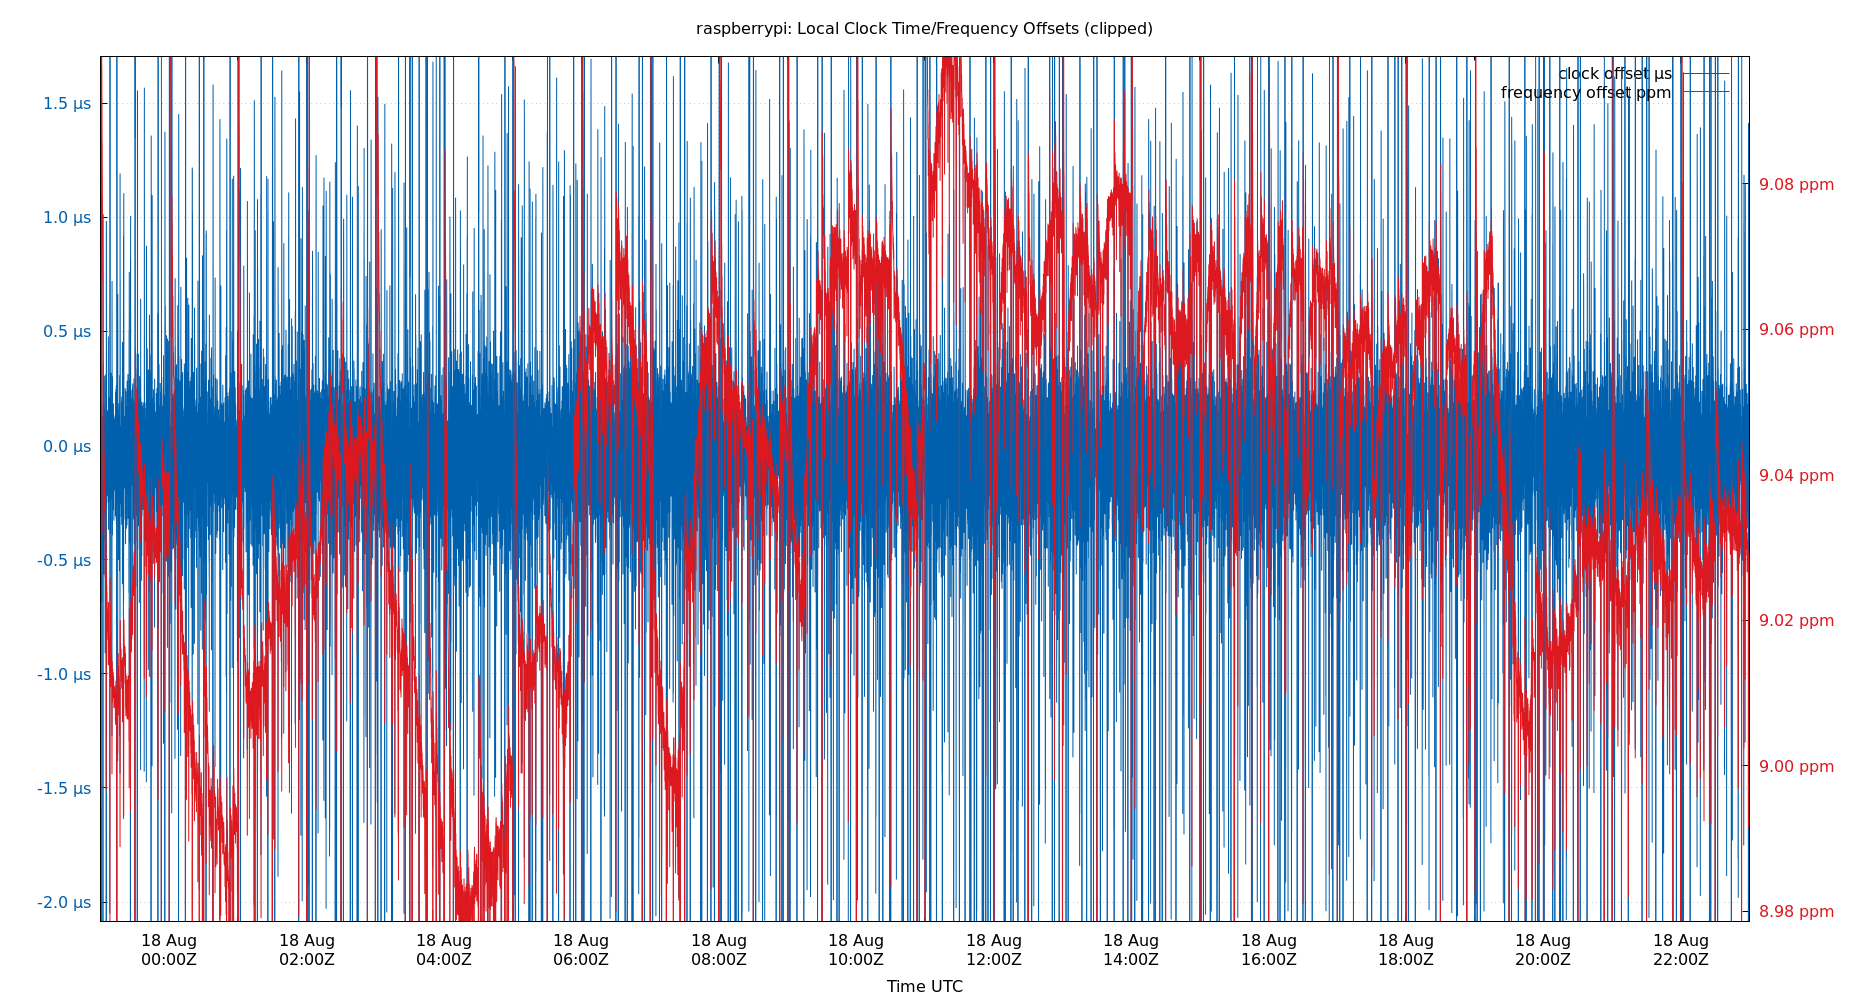 raspberrypi: Local Clock Time/Frequency Offsets (clipped)
clock offset µs
frequency offset ppm
1.5 µs
1.0 µs
0.5 µs
0.0 µs
-0.5 µs
-1.0 µs
-1.5 µs
-2.0 µs
9.08 ppm
9.06 ppm
9.04 ppm
9.02 ppm
9.00 ppm
8.98 ppm
18 Aug 18 Aug 18 Aug 18 Aug 18 Aug 18 Aug 18 Aug 18 Aug 18 Aug 18 Aug 18 Aug 18 Aug
00:00Z 02:00Z 04:00Z 06:00Z 08:00Z 10:00Z 12:00Z 14:00Z 16:00Z 18:00Z 20:00Z 22:00Z
Time UTC